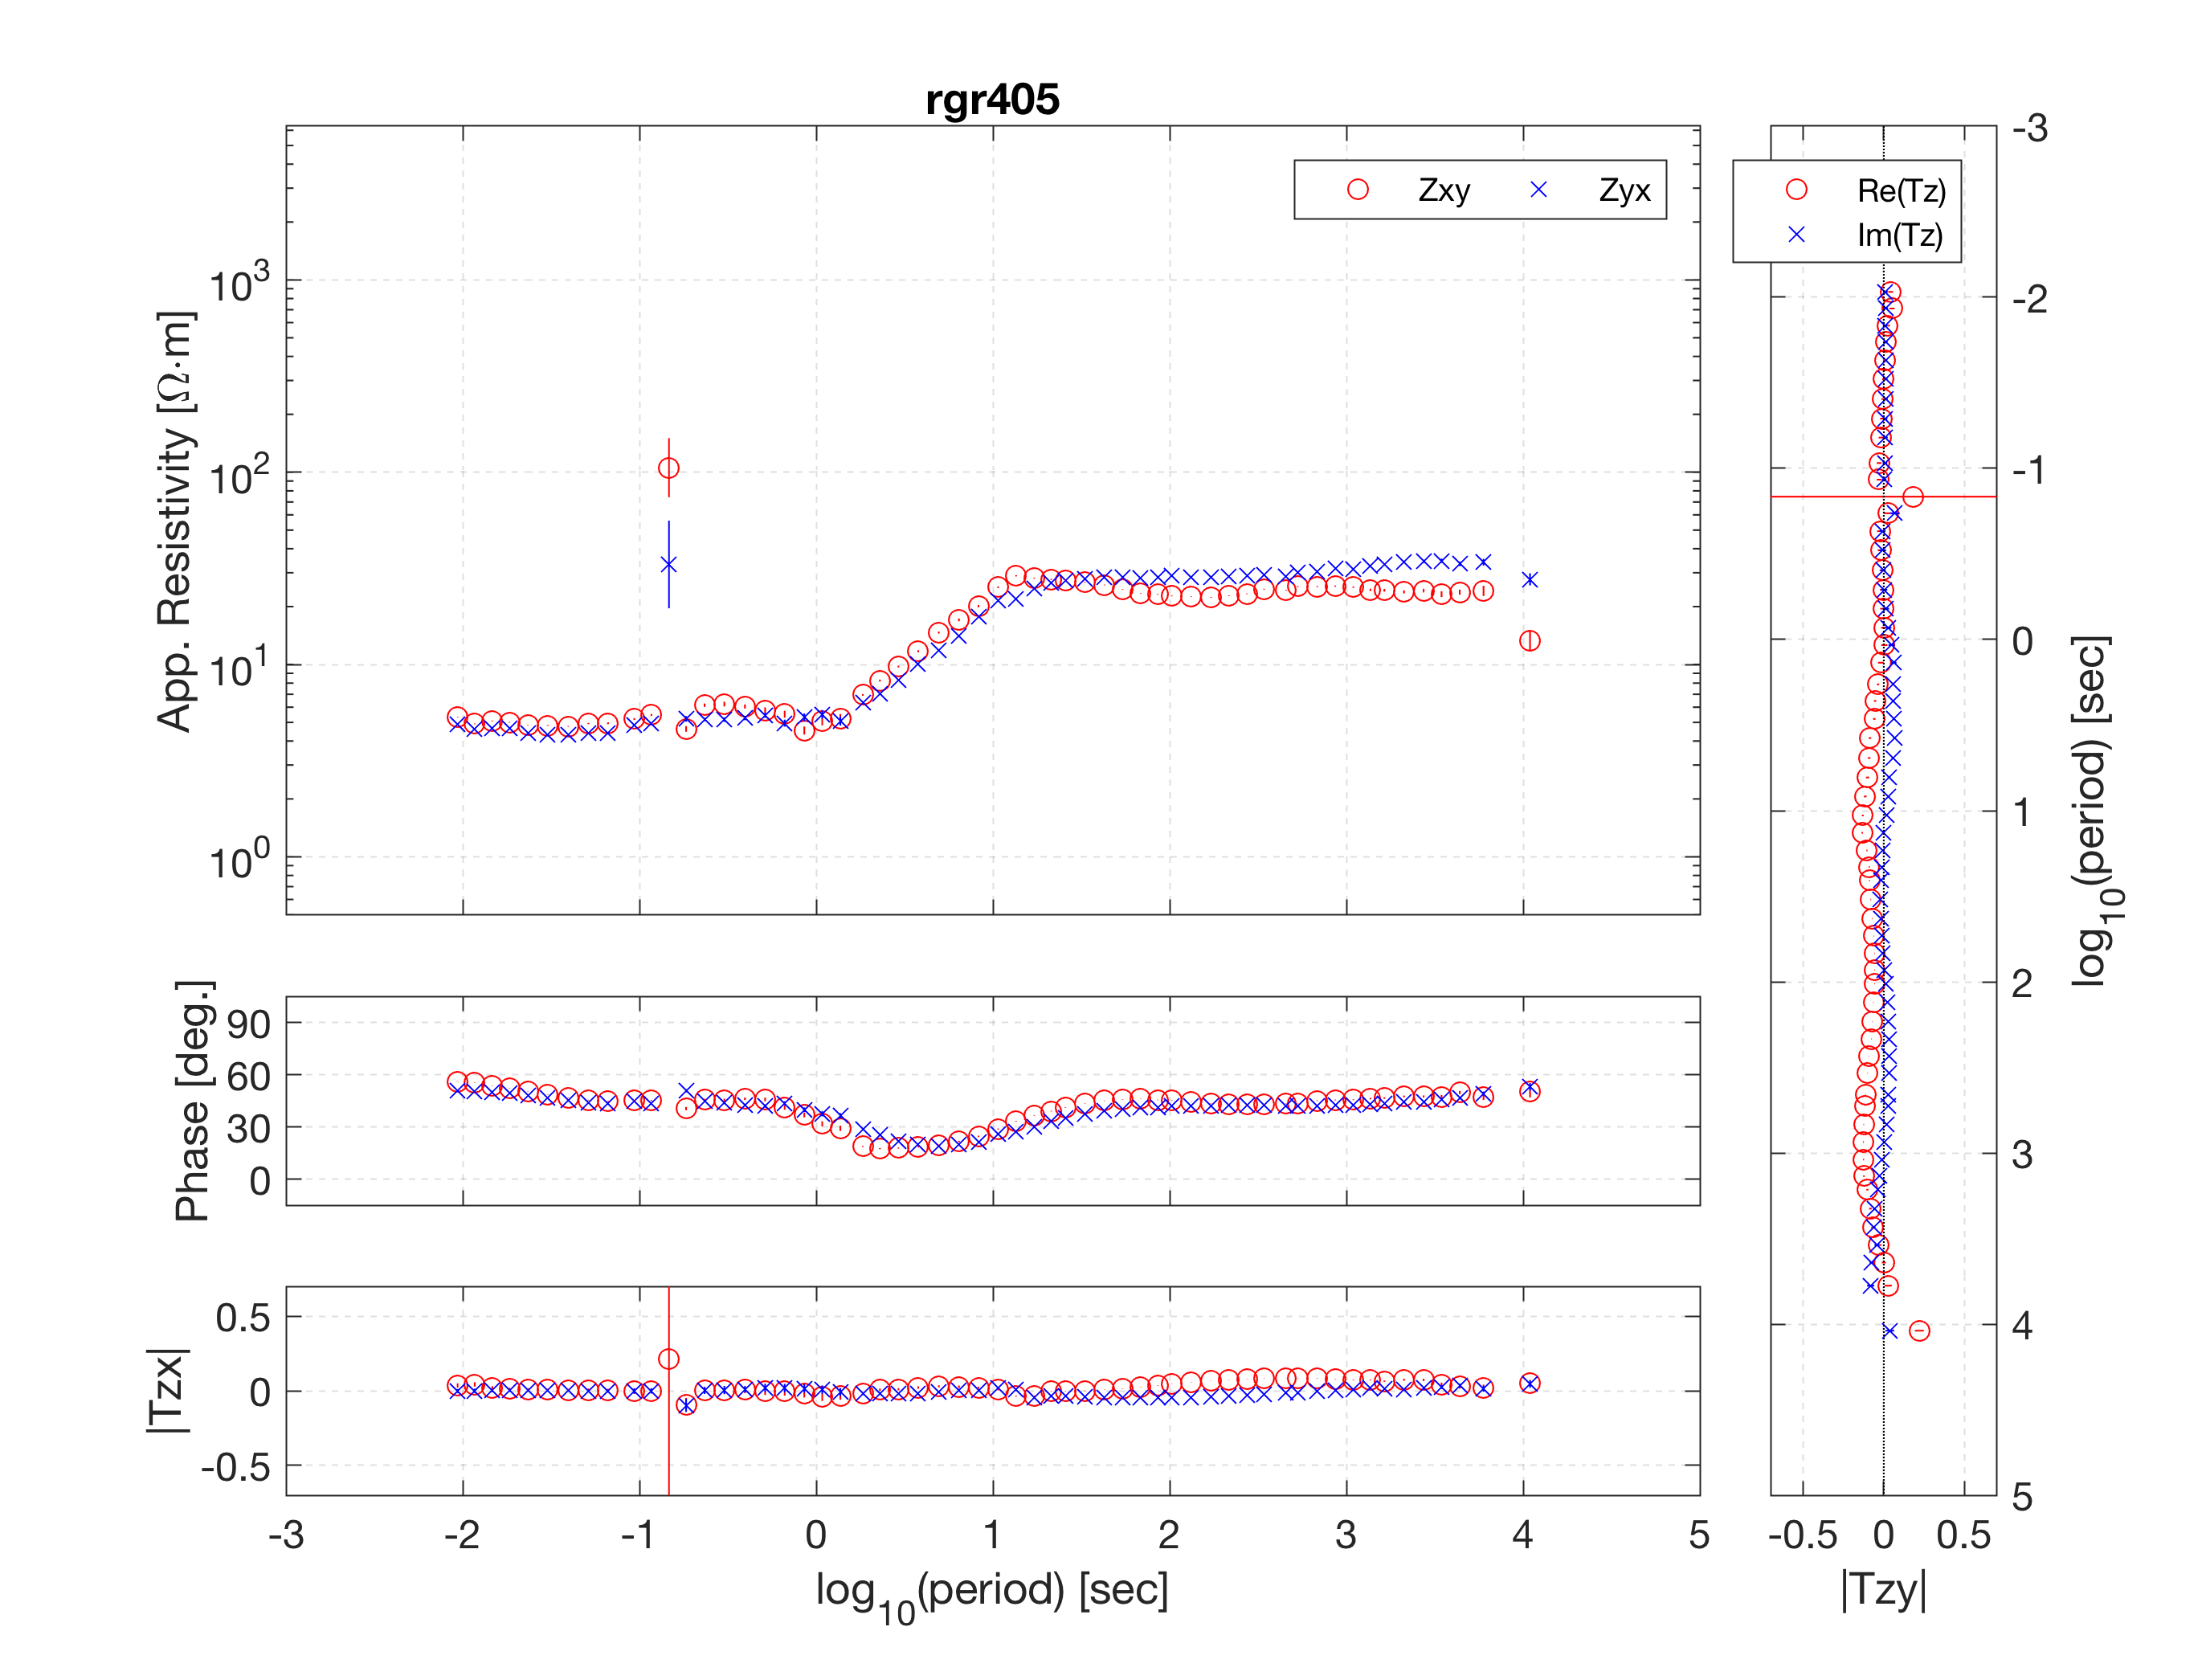 rgr405
Zxy Zyx
Re(Tz)
Im(Tz)
App. Resistivity [Ω·m]
10^3
10^2
10^1
10^0
Phase [deg.]
90
60
30
0
|Tzx|
0.5
0
-0.5
-3 -2 -1 0 1 2 3 4 5
log_10(period) [sec]
-3
-2
-1
0
1
2
3
4
5
log_10(period) [sec]
-0.5 0 0.5
|Tzy|